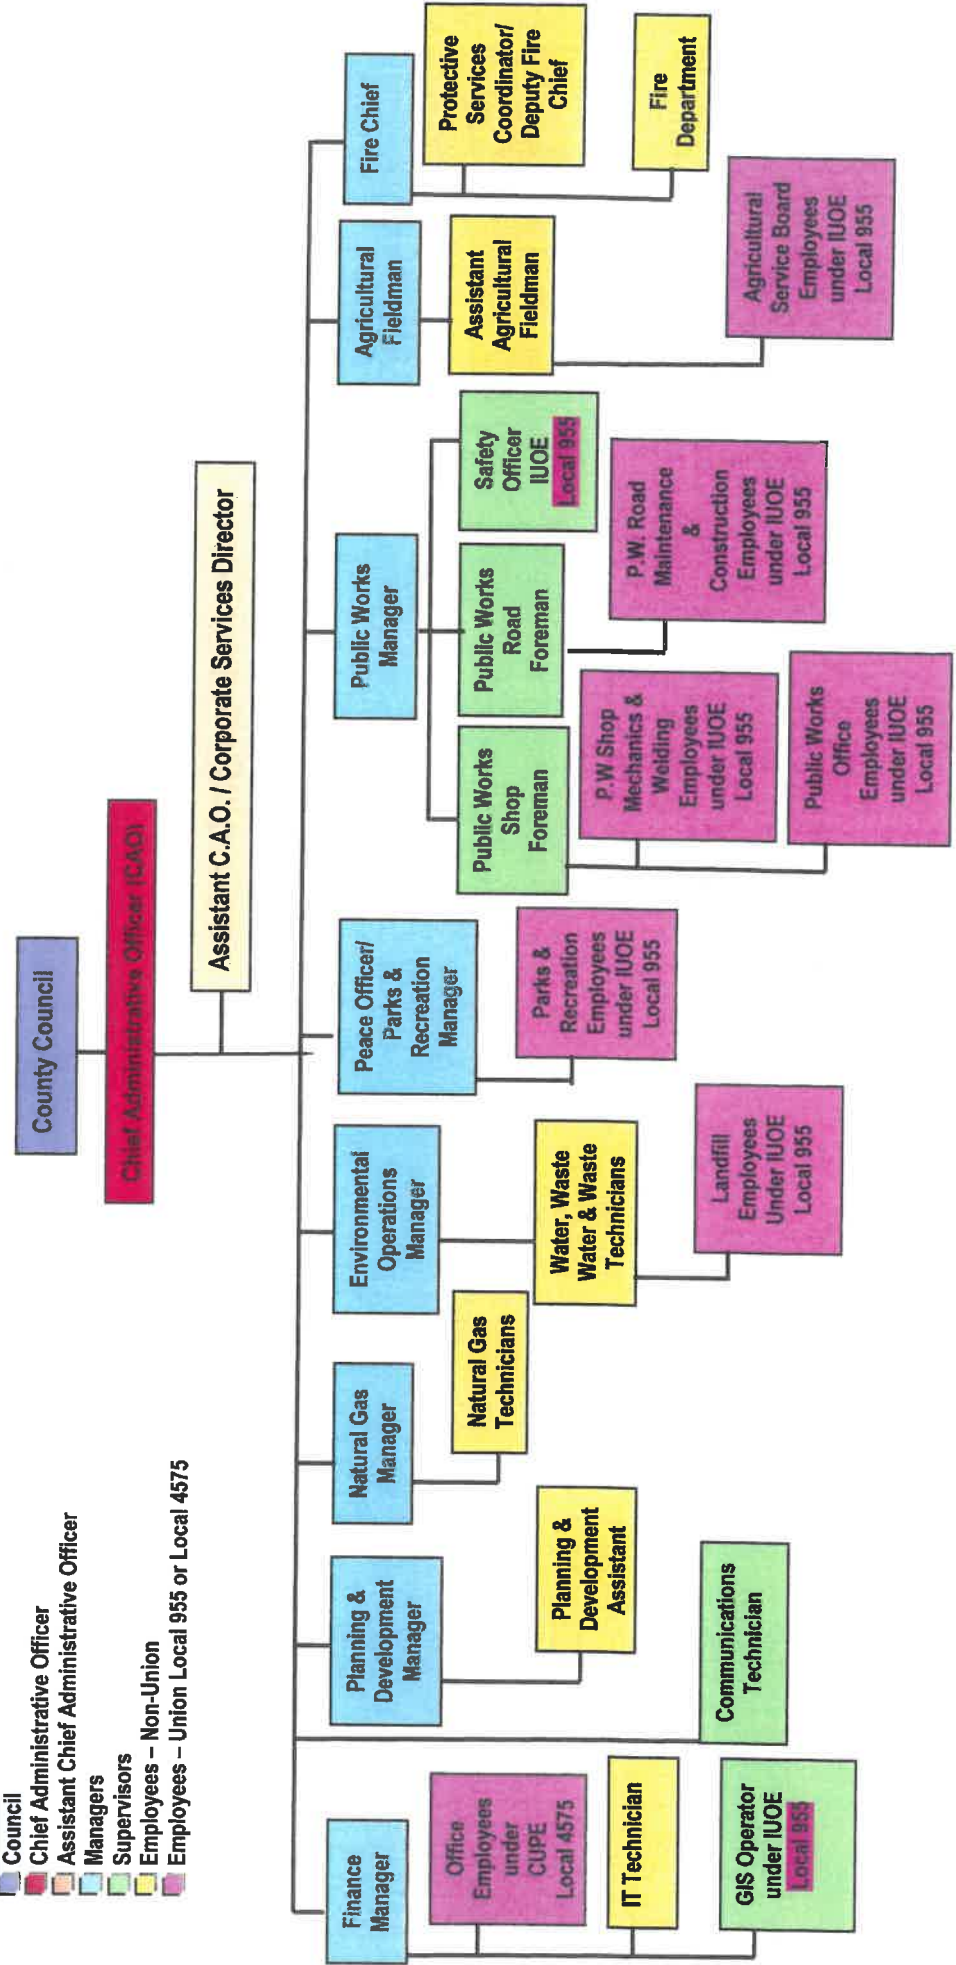 Council
Chief Administrative Officer
Assistant Chief Administrative Officer
Managers
Supervisors
Employees – Non-Union
Employees – Union Local 955 or Local 4575
County Council
Chief Administrative Officer (CAO)
Assistant C.A.O. / Corporate Services Director
Finance
Manager
Office
Employes
under
CUPE
Local 4575
IT Technician
GIS Operator
under IUOE
Local 955
Communications
Technician
Planning &
Development
Manager
Planning &
Development
Assistant
Natural Gas
Manager
Natural Gas
Technicians
Environmental
Operations
Manager
Water, Waste
Water & Waste
Technicians
Landfill
Employees
Under IUOE
Local 955
Peace Officer/
Parks &
Recreation
Manager
Parks &
Recreation
Employees
under IUOE
Local 955
Public Works
Manager
Public Works
Shop
Foreman
P.W Shop
Mechanics &
Welding
Employees
under IUOE
Local 955
Public Works
Office
Employees
under IUOE
Local 955
Public Works
Road
Foreman
P.W. Road
Maintenance
&
Construction
Employees
under IUOE
Local 955
Safety
Officer
IUOE
Local 955
Agricultural
Fieldman
Assistant
Agricultural
Fieldman
Agricultural
Service Board
Employees
under IUOE
Local 955
Fire Chief
Protective
Services
Coordinator/
Deputy Fire
Chief
Fire
Department